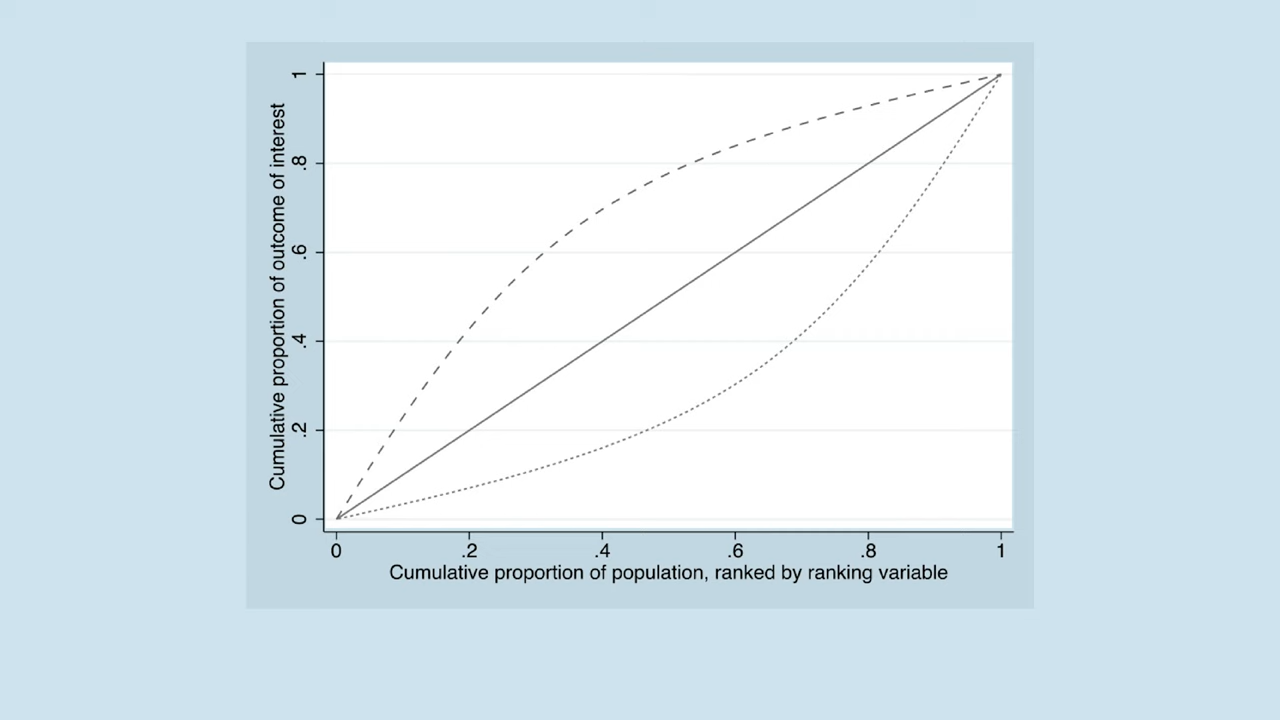 Cumulative proportion of outcome of interest
1
.8
.6
.4
.2
0
0 .2 .4 .6 .8 1
Cumulative proportion of population, ranked by ranking variable